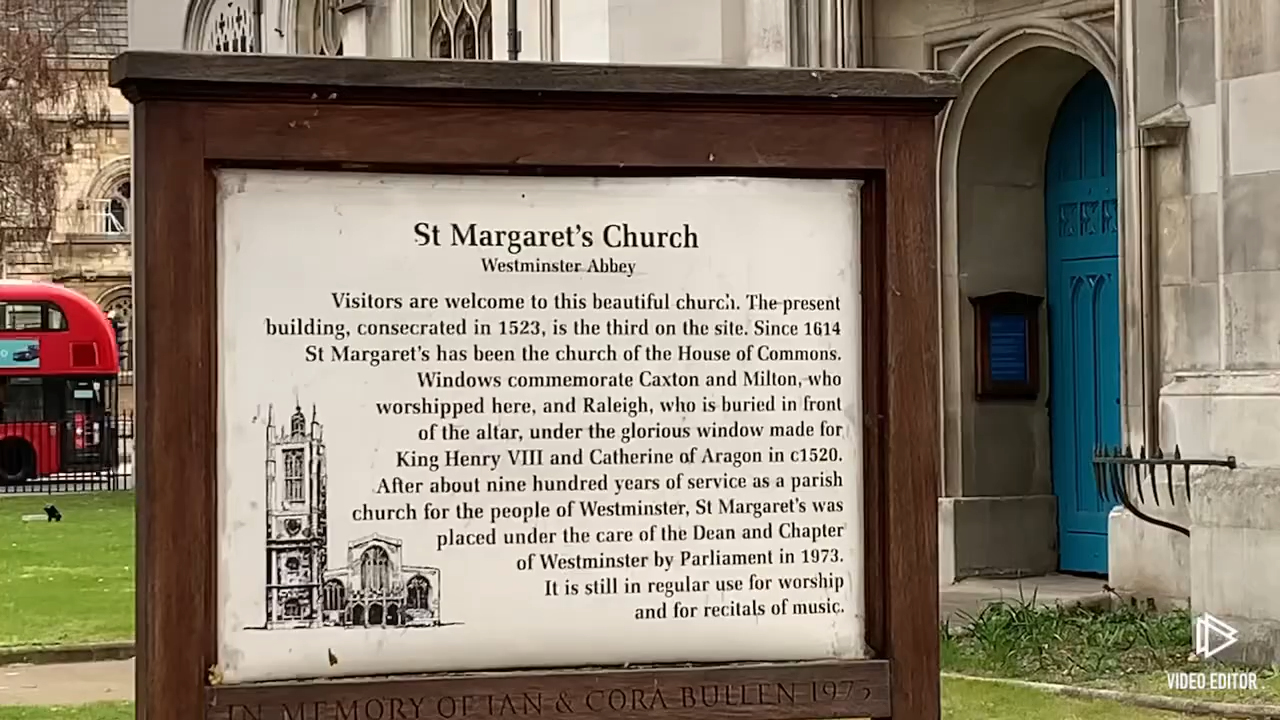 St Margaret's Church
Westminster Abbey
Visitors are welcome to this beautiful church. The present
building, consecrated in 1523, is the third on the site. Since 1614
St Margaret's has been the church of the House of Commons.
Windows commemorate Caxton and Milton, who
worshipped here, and Raleigh, who is buried in front
of the altar, under the glorious window made for
King Henry VIII and Catherine of Aragon in c1520.
After about nine hundred years of service as a parish
church for the people of Westminster, St Margaret's was
placed under the care of the Dean and Chapter
of Westminster by Parliament in 1973.
It is still in regular use for worship
and for recitals of music.
IN MEMORY OF IAN & CORA BULLEN 1975
VIDEO EDITOR